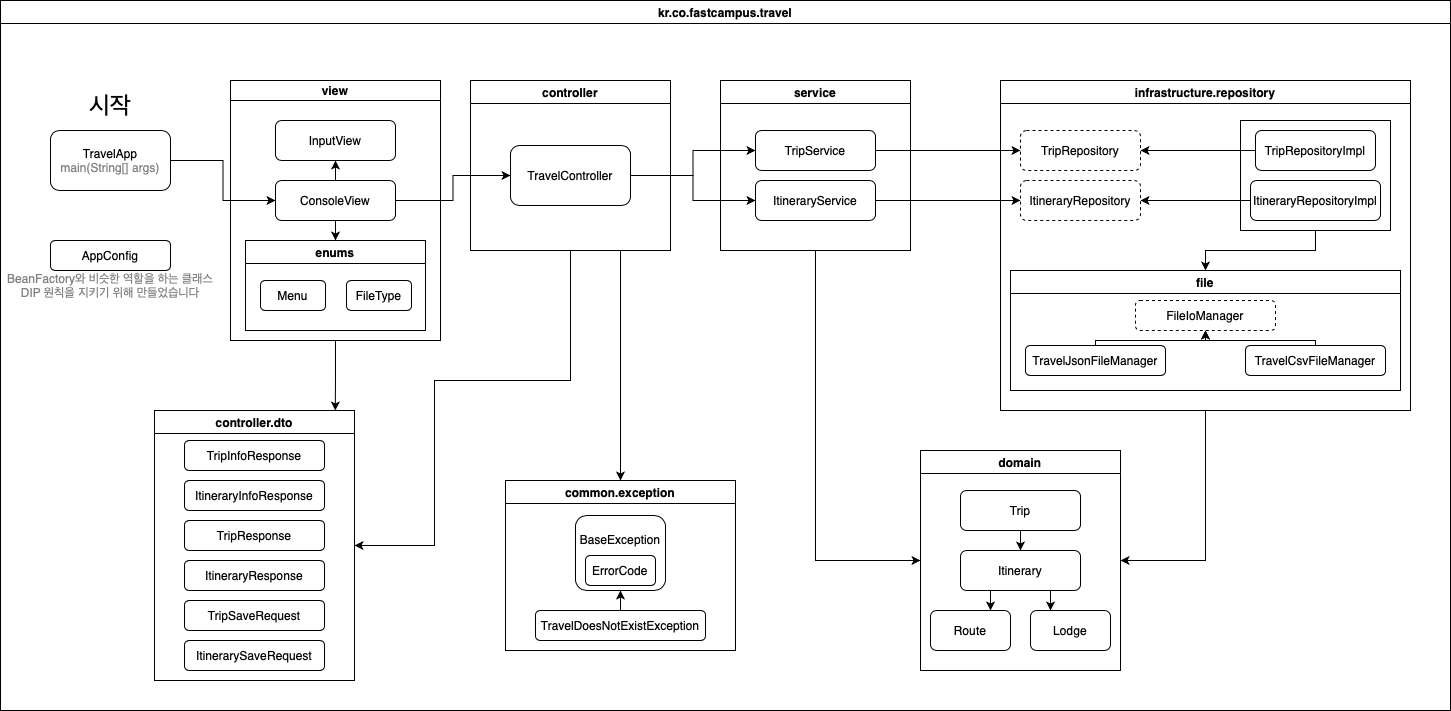 kr.co.fastcampus.travel
시작
TravelApp
main(String[] args)
AppConfig
BeanFactory와 비슷한 역할을 하는 클래스
DIP 원칙을 지키기 위해 만들었습니다
view
InputView
ConsoleView
enums
Menu
FileType
controller
TravelController
service
TripService
ItineraryService
infrastructure.repository
TripRepository
TripRepositoryImpl
ItineraryRepository
ItineraryRepositoryImpl
file
FileIoManager
TravelJsonFileManager
TravelCsvFileManager
controller.dto
TripInfoResponse
ItineraryInfoResponse
TripResponse
ItineraryResponse
TripSaveRequest
ItinerarySaveRequest
common.exception
BaseException
ErrorCode
TravelDoesNotExistException
domain
Trip
Itinerary
Route
Lodge